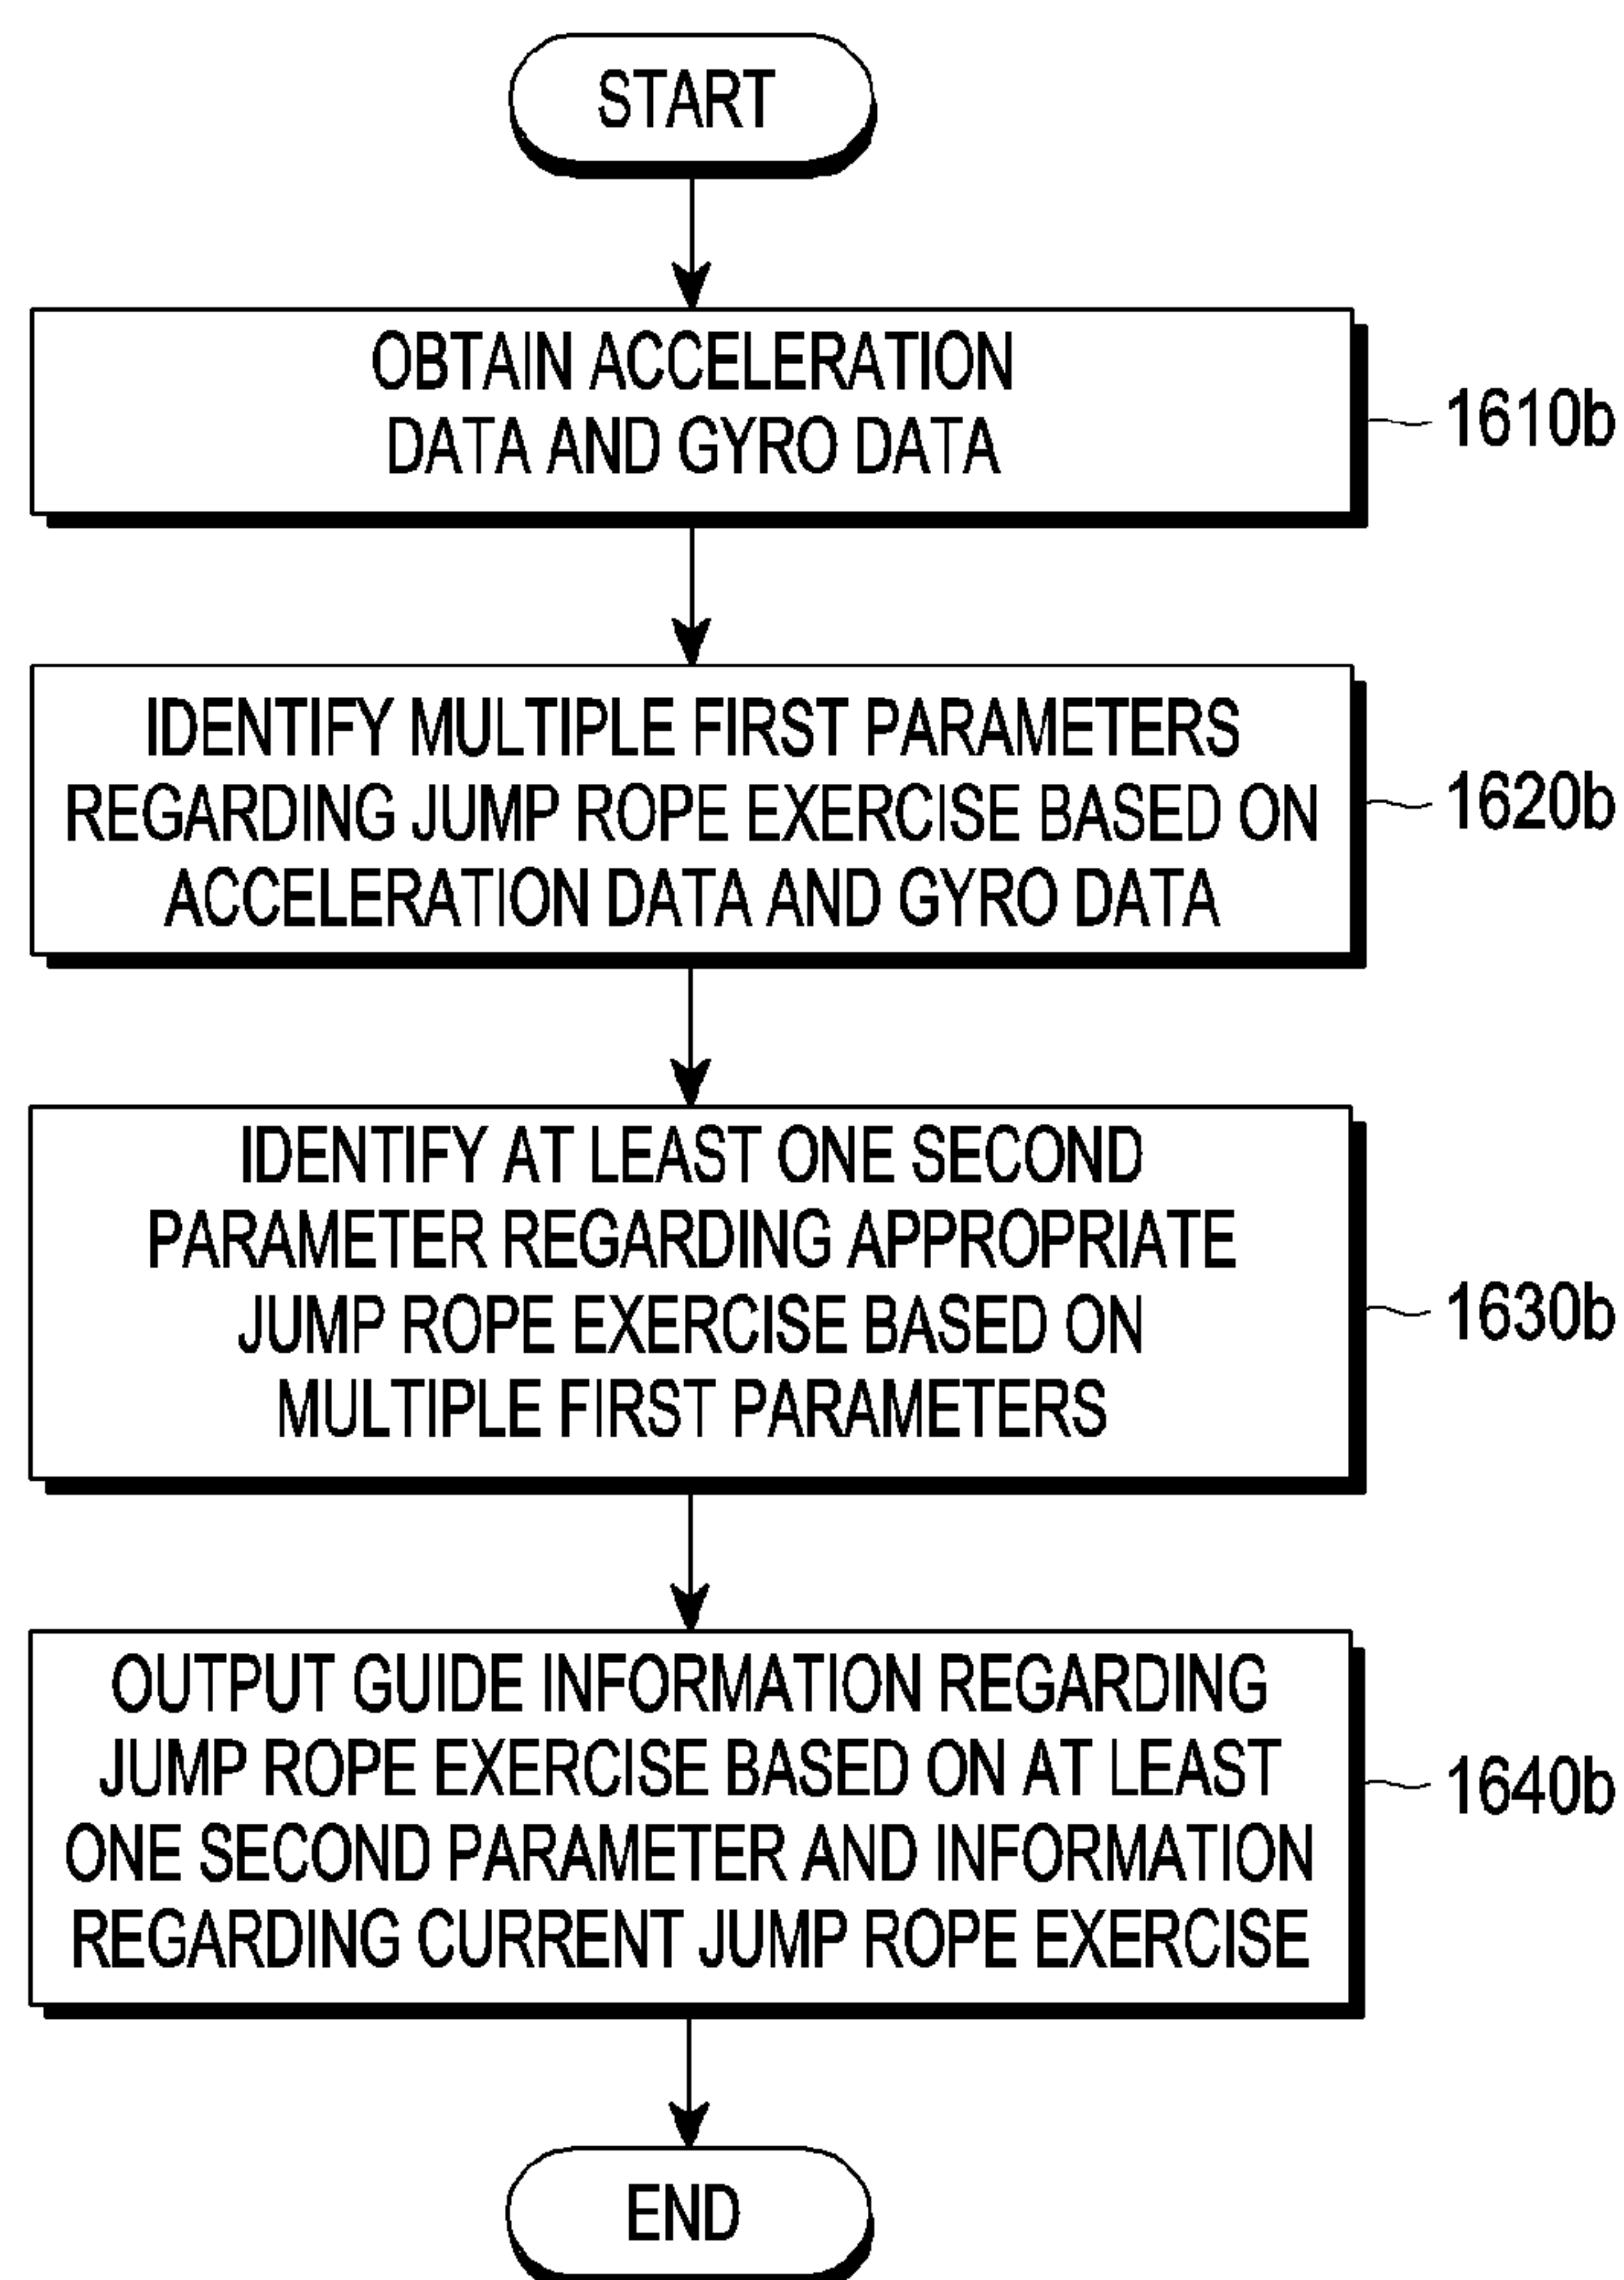 START
OBTAIN ACCELERATION
DATA AND GYRO DATA
1610b
IDENTIFY MULTIPLE FIRST PARAMETERS
REGARDING JUMP ROPE EXERCISE BASED ON
ACCELERATION DATA AND GYRO DATA
1620b
IDENTIFY AT LEAST ONE SECOND
PARAMETER REGARDING APPROPRIATE
JUMP ROPE EXERCISE BASED ON
MULTIPLE FIRST PARAMETERS
1630b
OUTPUT GUIDE INFORMATION REGARDING
JUMP ROPE EXERCISE BASED ON AT LEAST
ONE SECOND PARAMETER AND INFORMATION
REGARDING CURRENT JUMP ROPE EXERCISE
1640b
END